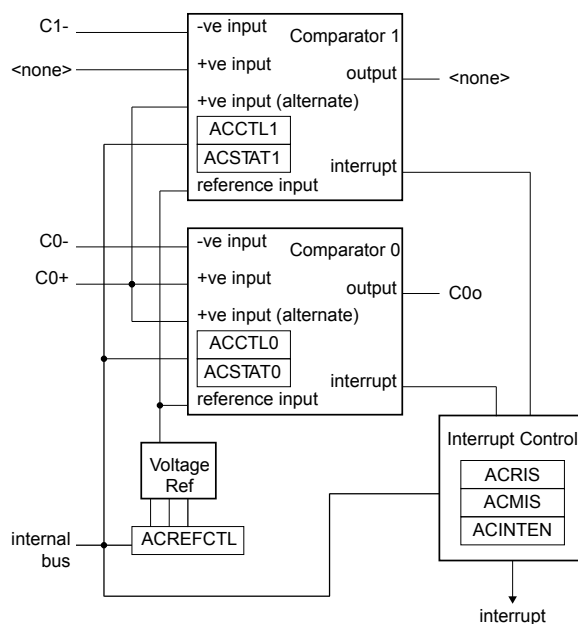 C1-
-ve input
Comparator 1
<none>
+ve input
output
<none>
+ve input (alternate)
ACCTL1
ACSTAT1
interrupt
reference input
C0-
-ve input
Comparator 0
C0+
+ve input
output
C0o
+ve input (alternate)
ACCTL0
ACSTAT0
interrupt
reference input
Voltage
Ref
Interrupt Control
ACRIS
ACMIS
ACINTEN
internal
bus
ACREFCTL
interrupt